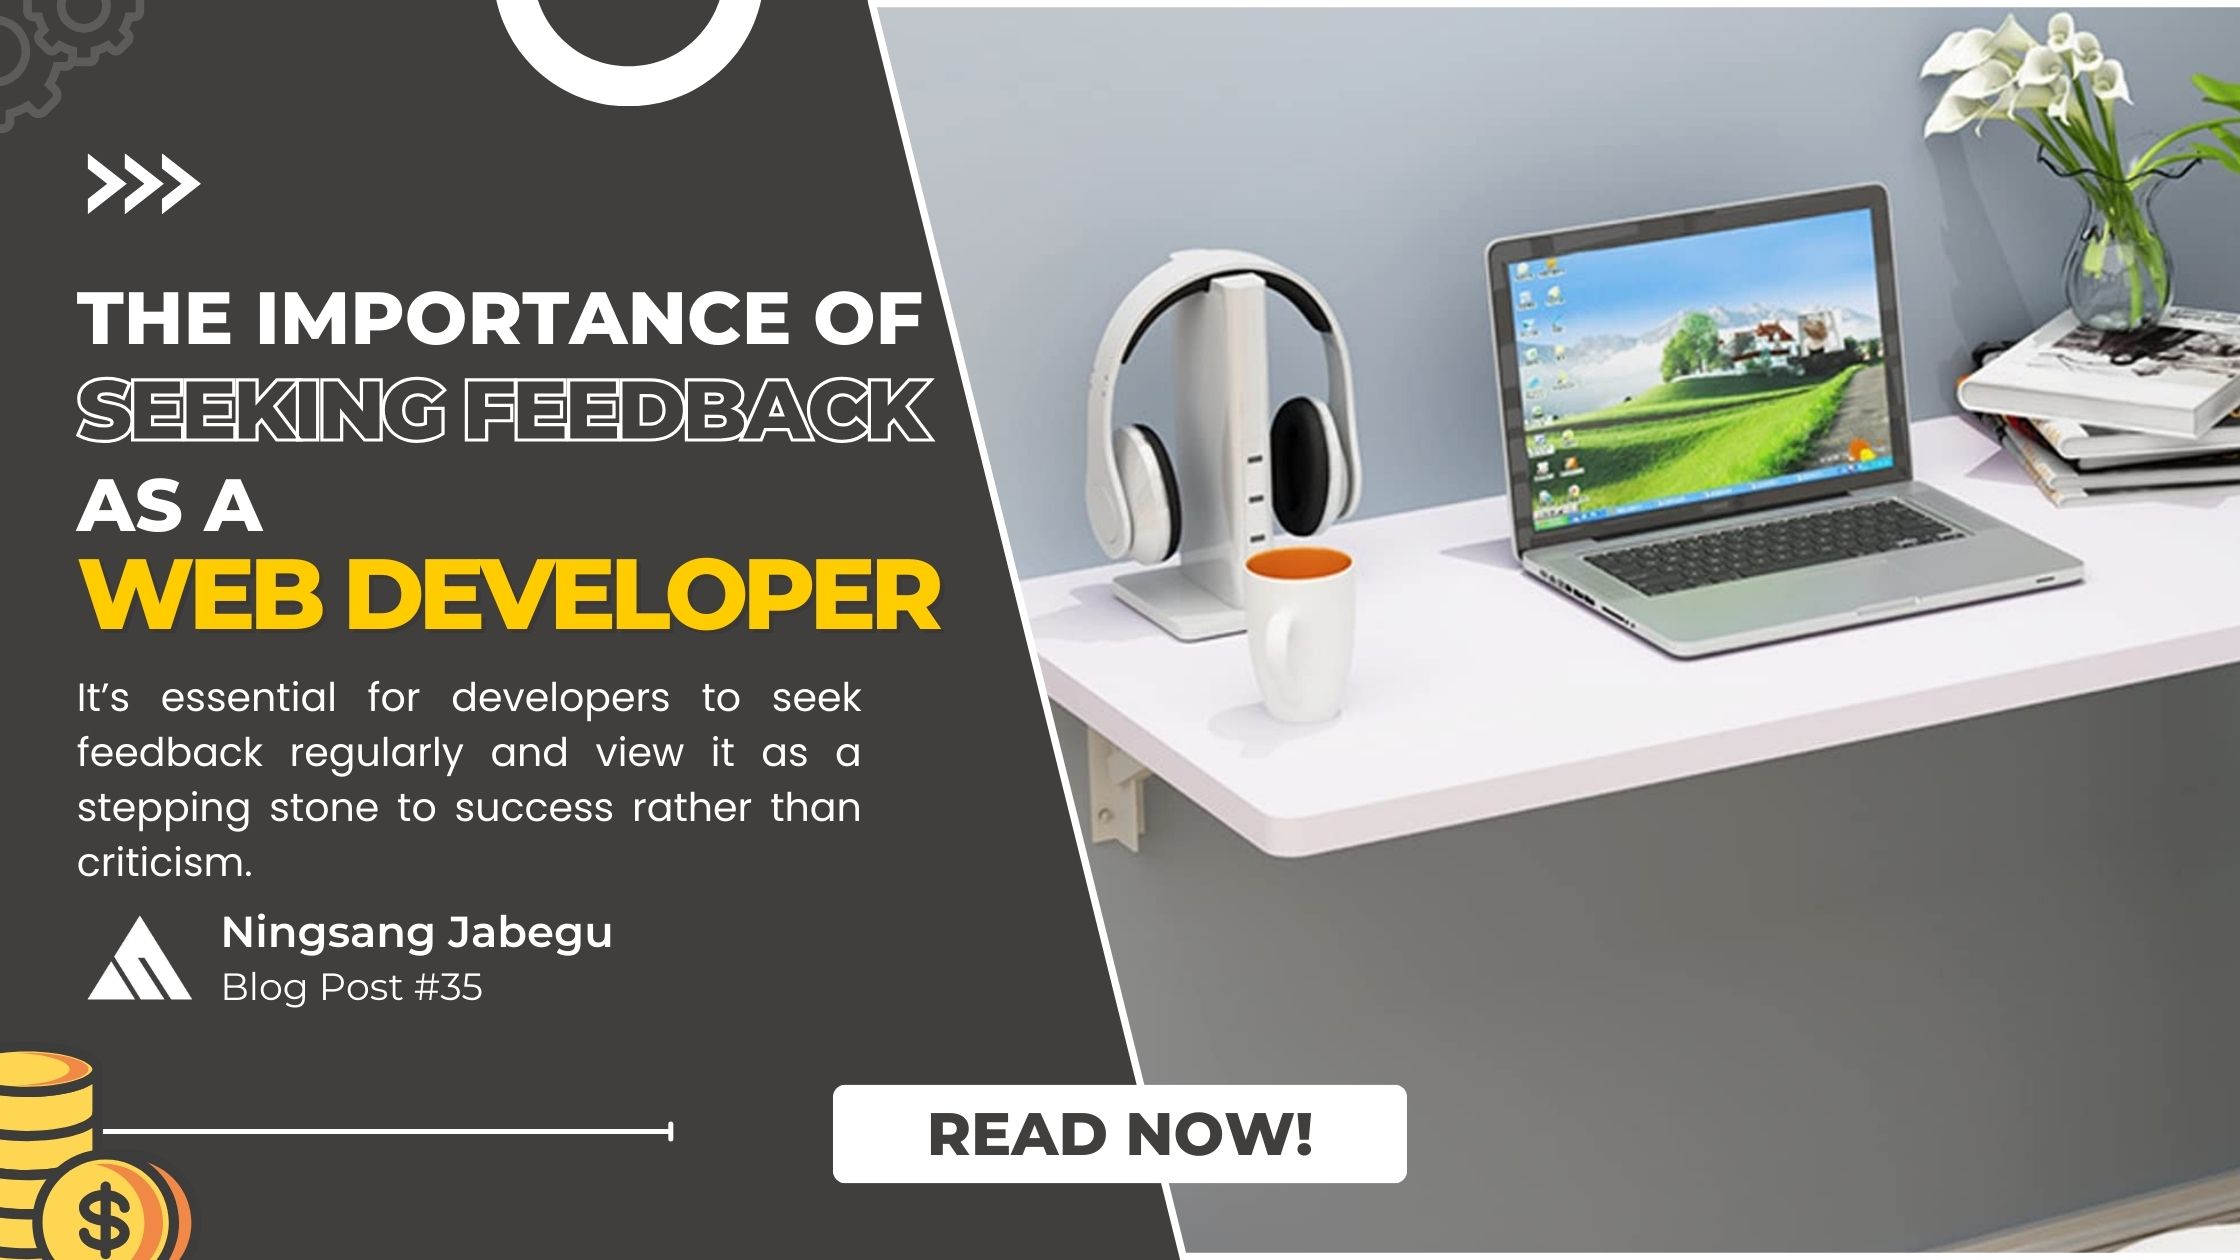 THE IMPORTANCE OF
SEEKING FEEDBACK
AS A
WEB DEVELOPER
It’s essential for developers to seek
feedback regularly and view it as a
stepping stone to success rather than
criticism.
Ningsang Jabegu
Blog Post #35
READ NOW!
$